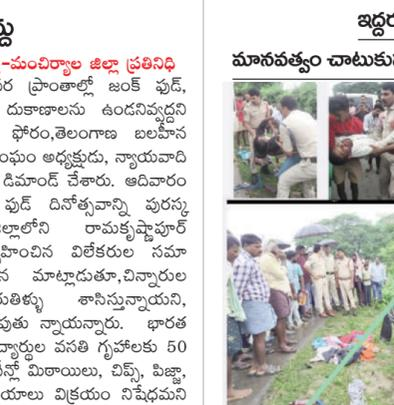 ద్దు
-మంచిర్యాల జిల్లా ప్రతినిధి
ప్రాంతాల్లో జంక్ ఫుడ్,
దుకాణాలను ఉండనివ్వద్దని
ఫోరం,తెలంగాణ బలహీన
సంఘం అధ్యక్షుడు, న్యాయవాది
డిమాండ్ చేశారు. ఆదివారం
ఫుడ్ దినోత్సవాన్ని పురస్క
ల్లాలోని రామకృష్ణాపూర్
ర్వహించిన విలేకరుల సమా
న మాట్లాడుతూ,చిన్నారుల
రుతిళ్ళు శాసిస్తున్నాయని,
పుతు న్నాయన్నారు. భారత
ద్యార్థుల వసతి గృహాలకు 50
మిఠాయిలు, చిప్స్, పిజ్జా,
యాలు విక్రయం నిషేధమని
ఇద్దర
మానవత్వం చాటుకు